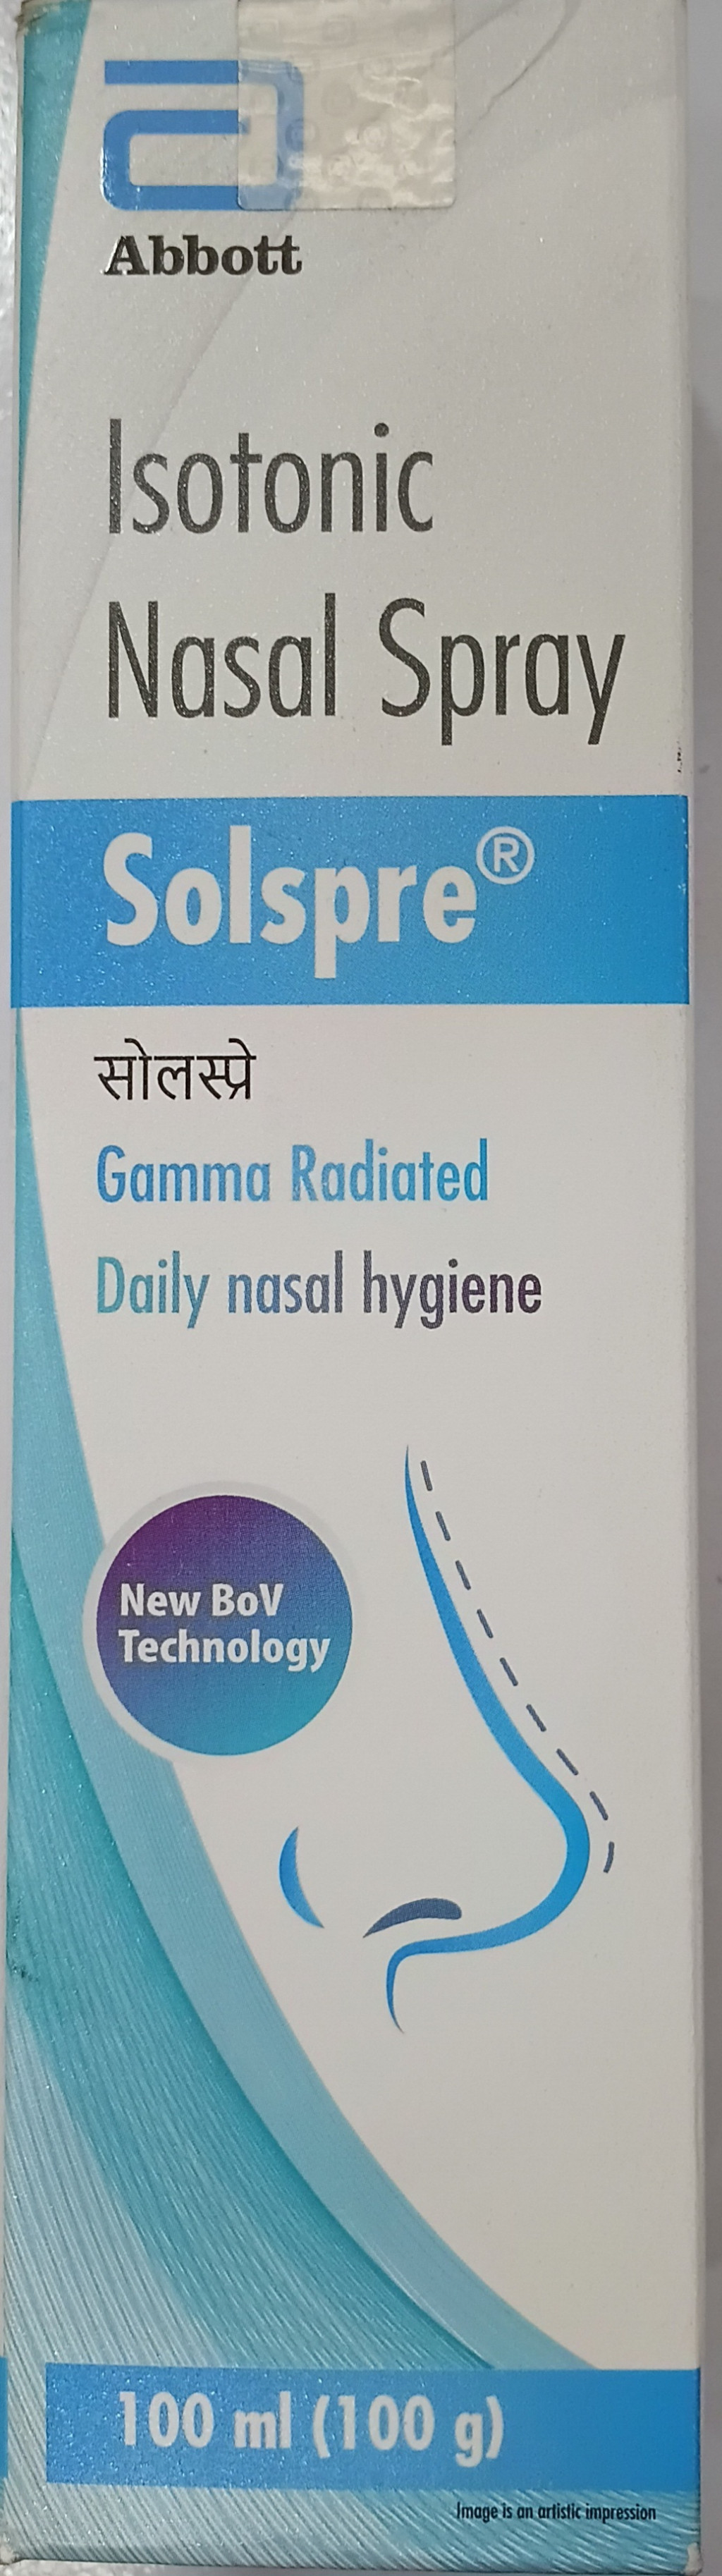 Abbott
Isotonic
Nasal Spray
Solspre®
सोलस्प्रे
Gamma Radiated
Daily nasal hygiene
New BoV
Technology
100 ml (100 g)
Image is an artistic impression